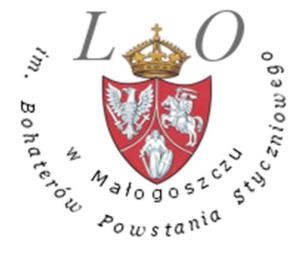 L O
w Małogoszczu
im. Bohaterów Powstania Styczniowego